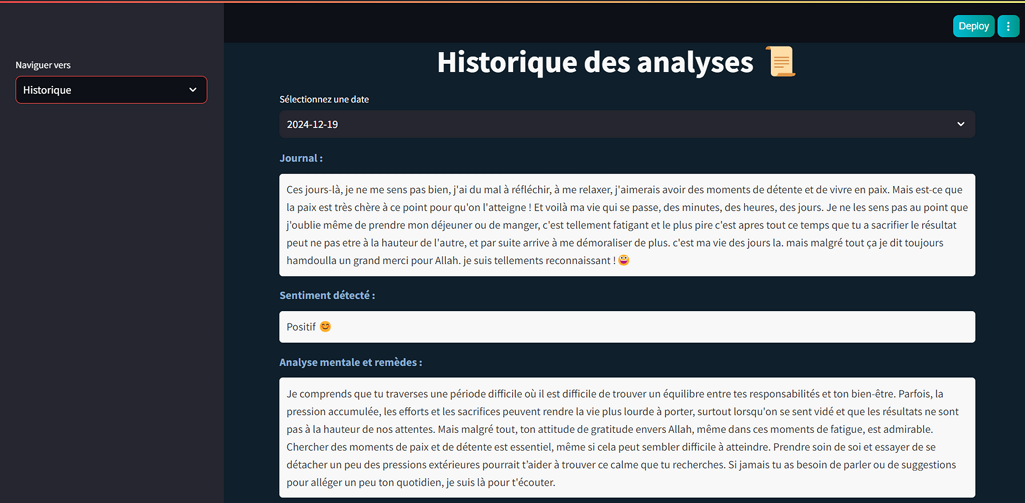 Deploy
Naviguer vers
Historique
Historique des analyses 📜
Sélectionnez une date
2024-12-19
Journal :
Ces jours-là, je ne me sens pas bien, j'ai du mal à réfléchir, à me relaxer, j'aimerais avoir des moments de détente et de vivre en paix. Mais est-ce que
la paix est très chère à ce point pour qu'on l'atteigne ! Et voilà ma vie qui se passe, des minutes, des heures, des jours. Je ne les sens pas au point que
j'oublie même de prendre mon déjeuner ou de manger, c'est tellement fatigant et le plus pire c'est apres tout ce temps que tu a sacrifier le résultat
peut ne pas etre à la hauteur de l'autre, et par suite arrive à me démoraliser de plus. c'est ma vie des jours la. mais malgré tout ça je dit toujours
hamdoulla un grand merci pour Allah. je suis tellements reconnaissant ! 😀
Sentiment détecté :
Positif 😊
Analyse mentale et remèdes :
Je comprends que tu traverses une période difficile où il est difficile de trouver un équilibre entre tes responsabilités et ton bien-être. Parfois, la
pression accumulée, les efforts et les sacrifices peuvent rendre la vie plus lourde à porter, surtout lorsqu'on se sent vidé et que les résultats ne sont
pas à la hauteur de nos attentes. Mais malgré tout, ton attitude de gratitude envers Allah, même dans ces moments de fatigue, est admirable.
Chercher des moments de paix et de détente est essentiel, même si cela peut sembler difficile à atteindre. Prendre soin de soi et essayer de se
détacher un peu des pressions extérieures pourrait t'aider à trouver ce calme que tu recherches. Si jamais tu as besoin de parler ou de suggestions
pour alléger un peu ton quotidien, je suis là pour t'écouter.